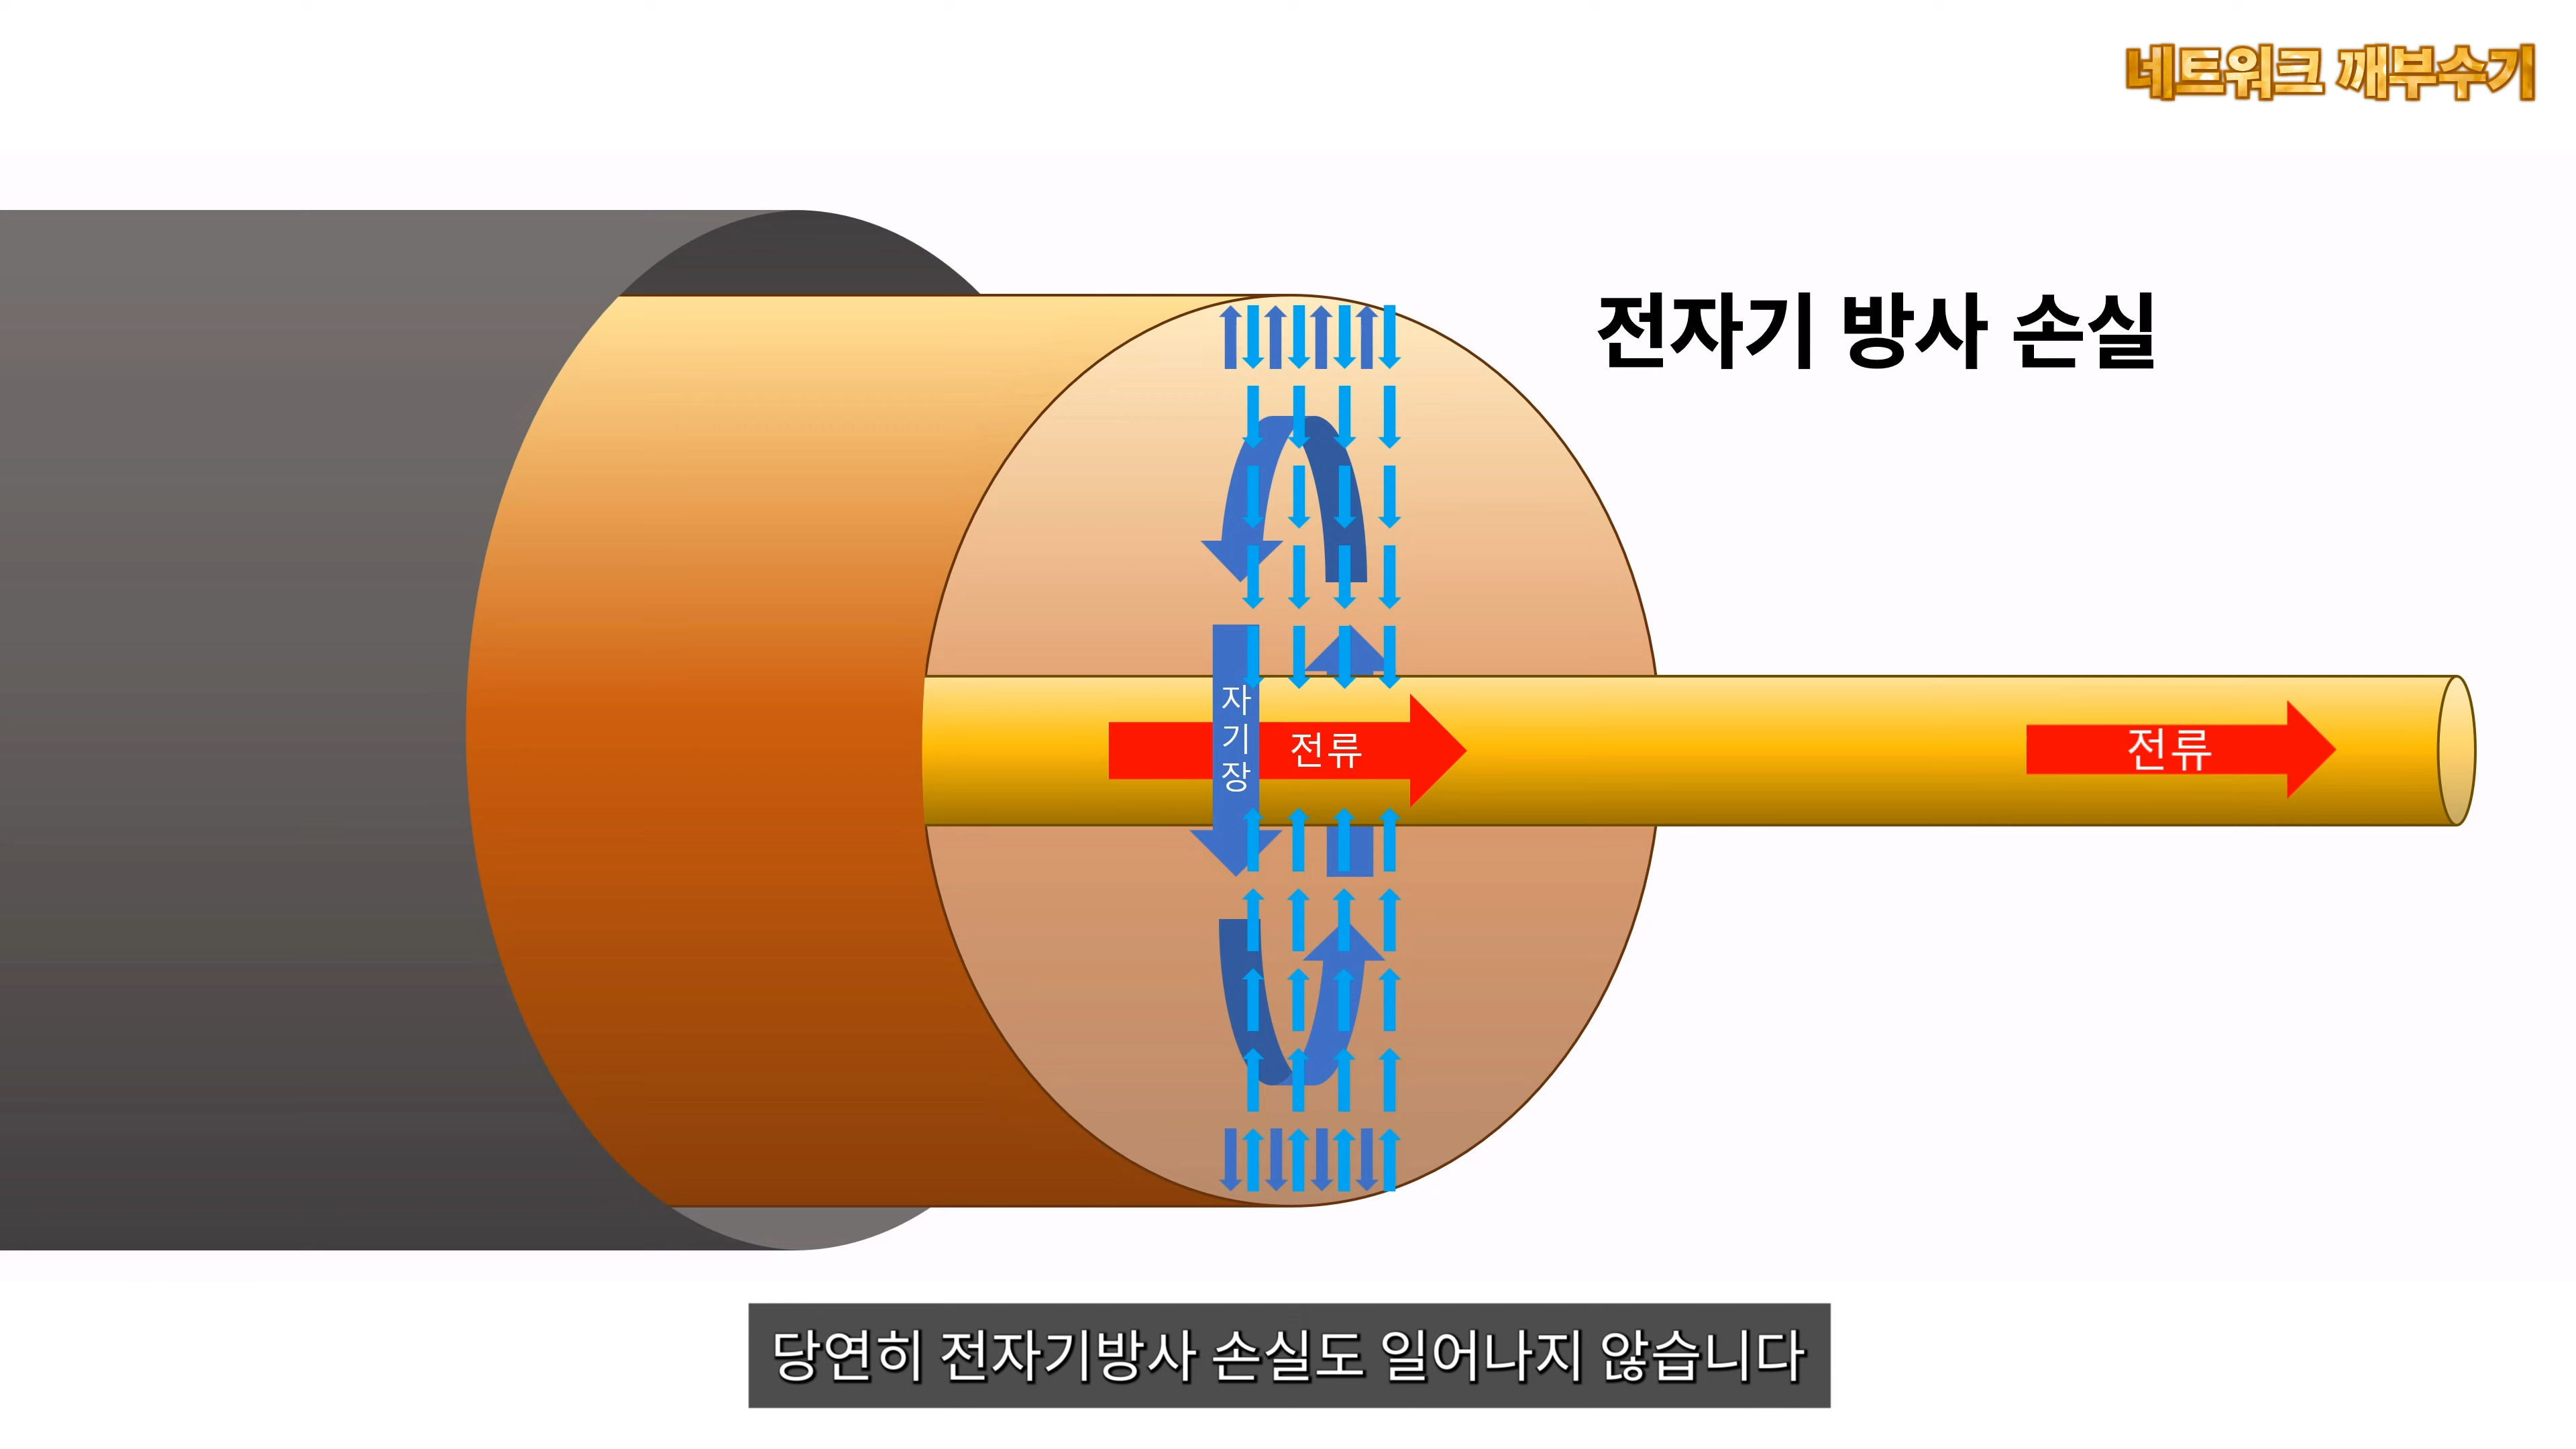 네트워크 깨부수기
전자기 방사 손실
자기장
전류
전류
당연히 전자기방사 손실도 일어나지 않습니다